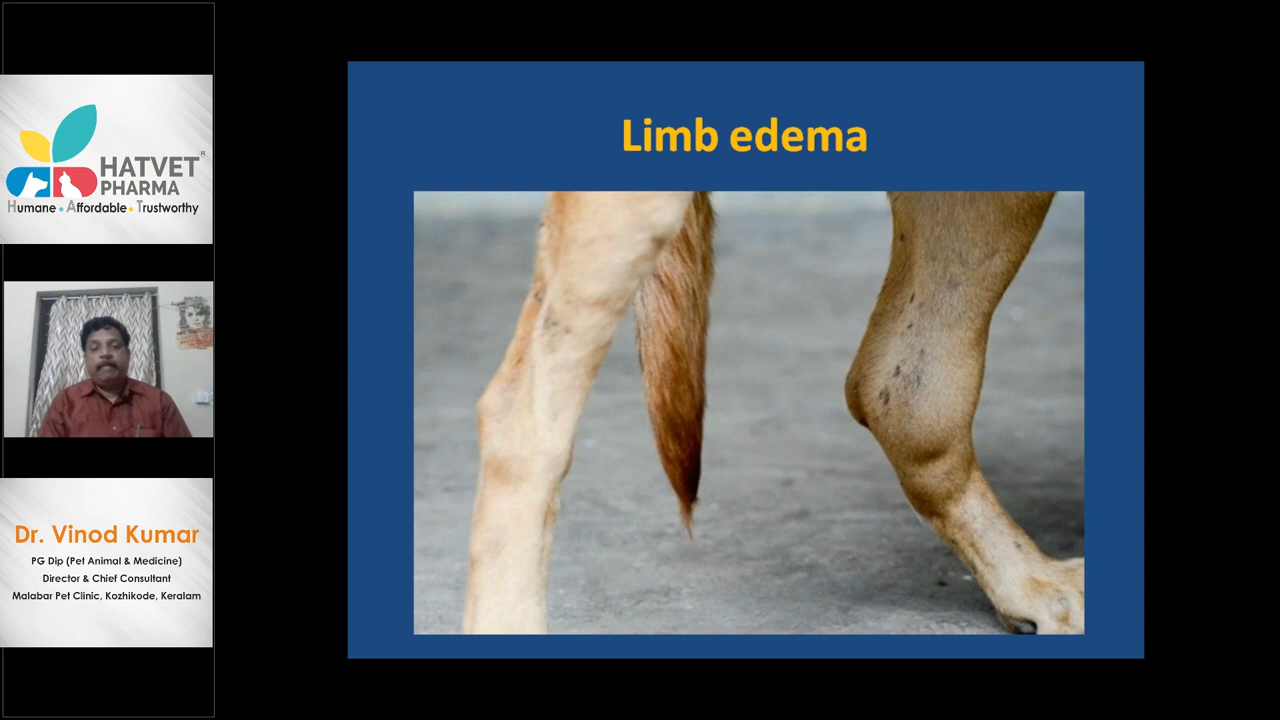 HATVET®
PHARMA
Humane • Affordable • Trustworthy
Dr. Vinod Kumar
PG Dip (Pet Animal & Medicine)
Director & Chief Consultant
Malabar Pet Clinic, Kozhikode, Keralam
Limb edema